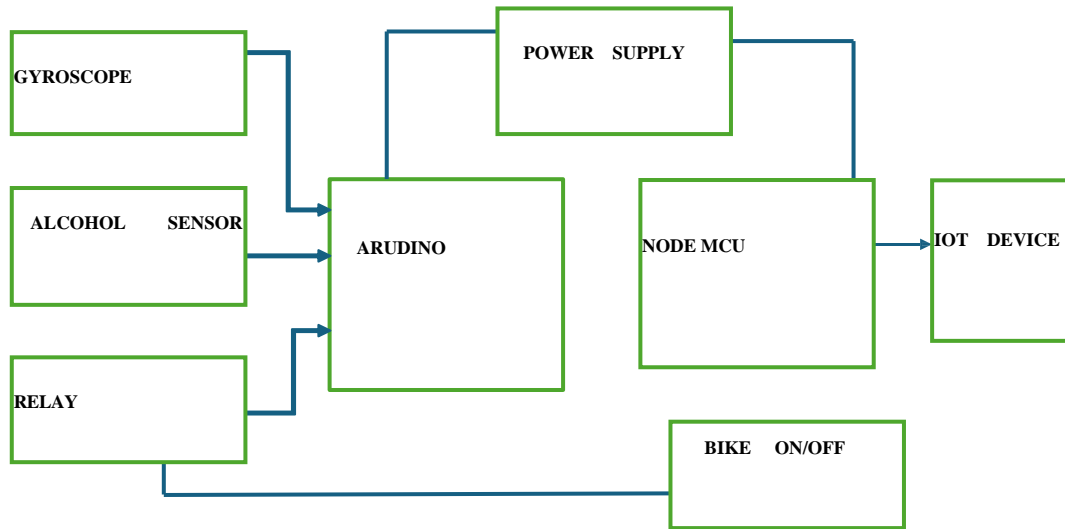 POWER SUPPLY
GYROSCOPE
ALCOHOL SENSOR
ARUDINO
NODE MCU
IOT DEVICE
RELAY
BIKE ON/OFF